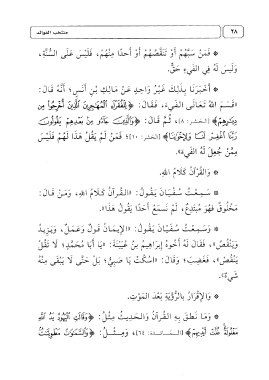 ٢٨
منتخب الفوائد
* فَمَنْ سَبَّهُمْ أَوْ تَنَقَّصَهُمْ أَوْ أَحَدًا مِنْهُمْ، فَلَيْسَ عَلَى السُّنَّةِ،
وَلَيْسَ لَهُ فِي الفَيْءِ حَقٌّ.
* أَخْبَرَنَا بِذَلِكَ غَيْرُ وَاحِدٍ عَنْ مَالِكِ بْنِ أَنَسٍ؛ أَنَّهُ قَالَ:
«قَسَمَ اللهُ تَعَالَى الفَيْءَ، فَقَالَ: ﴿لِلْفُقَرَاءِ الْمُهَاجِرِينَ الَّذِينَ أُخْرِجُوا مِن
دِيَارِهِمْ﴾ [الحشر: ٨]، ثُمَّ قَالَ: ﴿وَالَّذِينَ جَاءُو مِنْ بَعْدِهِمْ يَقُولُونَ
رَبَّنَا اغْفِرْ لَنَا وَلِإِخْوَانِنَا﴾ [الحشر: ١٠]؛ فَمَنْ لَمْ يَقُلْ هَذَا لَهُمْ فَلَيْسَ
مِمَّنْ جُعِلَ لَهُ الفَيْءُ».
* وَالقُرْآنُ كَلَامُ اللهِ.
* سَمِعْتُ سُفْيَانَ يَقُولُ: «القُرْآنُ كَلَامُ اللهِ، وَمَنْ قَالَ:
مَخْلُوقٌ فَهُوَ مُبْتَدِعٌ، لَمْ نَسْمَعْ أَحَدًا يَقُولُ هَذَا».
* وَسَمِعْتُ سُفْيَانَ يَقُولُ: «الإِيمَانُ قَوْلٌ وَعَمَلٌ، وَيَزِيدُ
وَيَنْقُصُ»، فَقَالَ لَهُ أَخُوهُ إِبْرَاهِيمُ بْنُ عُيَيْنَةَ: «يَا أَبَا مُحَمَّدٍ! لَا تَقُلْ
يَنْقُصُ»، فَغَضِبَ؛ وَقَالَ: «اسْكُتْ يَا صَبِيُّ؛ بَلْ حَتَّى لَا يَبْقَى مِنْهُ
شَيْءٌ».
* وَالإِقْرَارُ بِالرُّؤْيَةِ بَعْدَ المَوْتِ.
* وَمَا نَطَقَ بِهِ القُرْآنُ وَالحَدِيثُ مِثْلُ: ﴿وَقَالَتِ الْيَهُودُ يَدُ اللَّهِ
مَغْلُولَةٌ غُلَّتْ أَيْدِيهِمْ﴾ [المائدة: ٦٤]، وَمِثْلُ: ﴿وَالسَّمَاوَاتُ مَطْوِيَّاتٌ